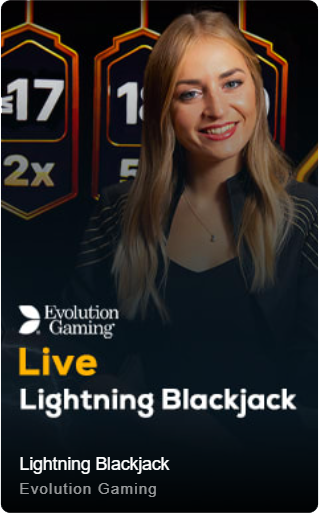 ≤17
18
2x
5
Evolution
Gaming
Live
Lightning Blackjack
Lightning Blackjack
Evolution Gaming